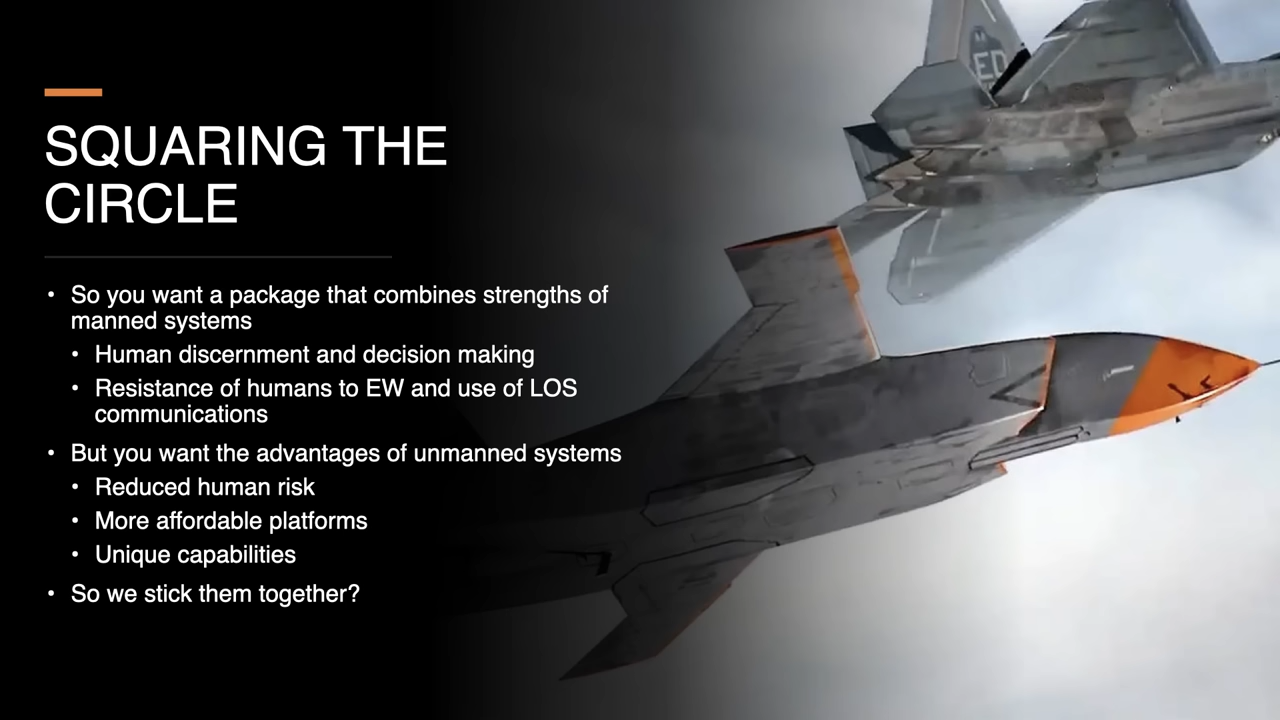 SQUARING THE
CIRCLE
• So you want a package that combines strengths of
manned systems
• Human discernment and decision making
• Resistance of humans to EW and use of LOS
communications
• But you want the advantages of unmanned systems
• Reduced human risk
• More affordable platforms
• Unique capabilities
• So we stick them together?
ED